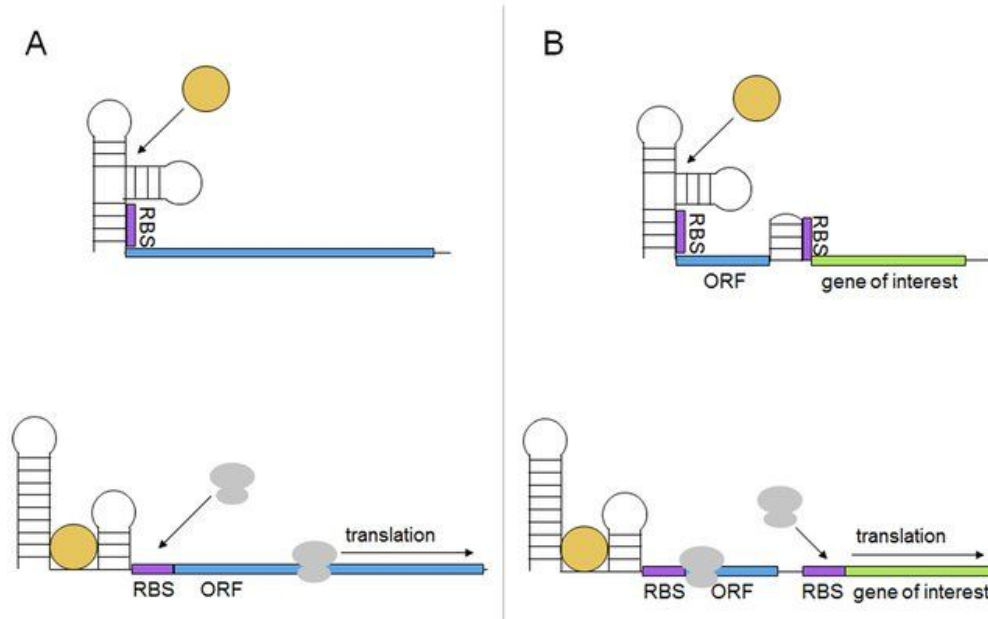 A
RBS
B
RBS
RBS
ORF
gene of interest
translation
RBS
ORF
translation
RBS
ORF
RBS
gene of interest